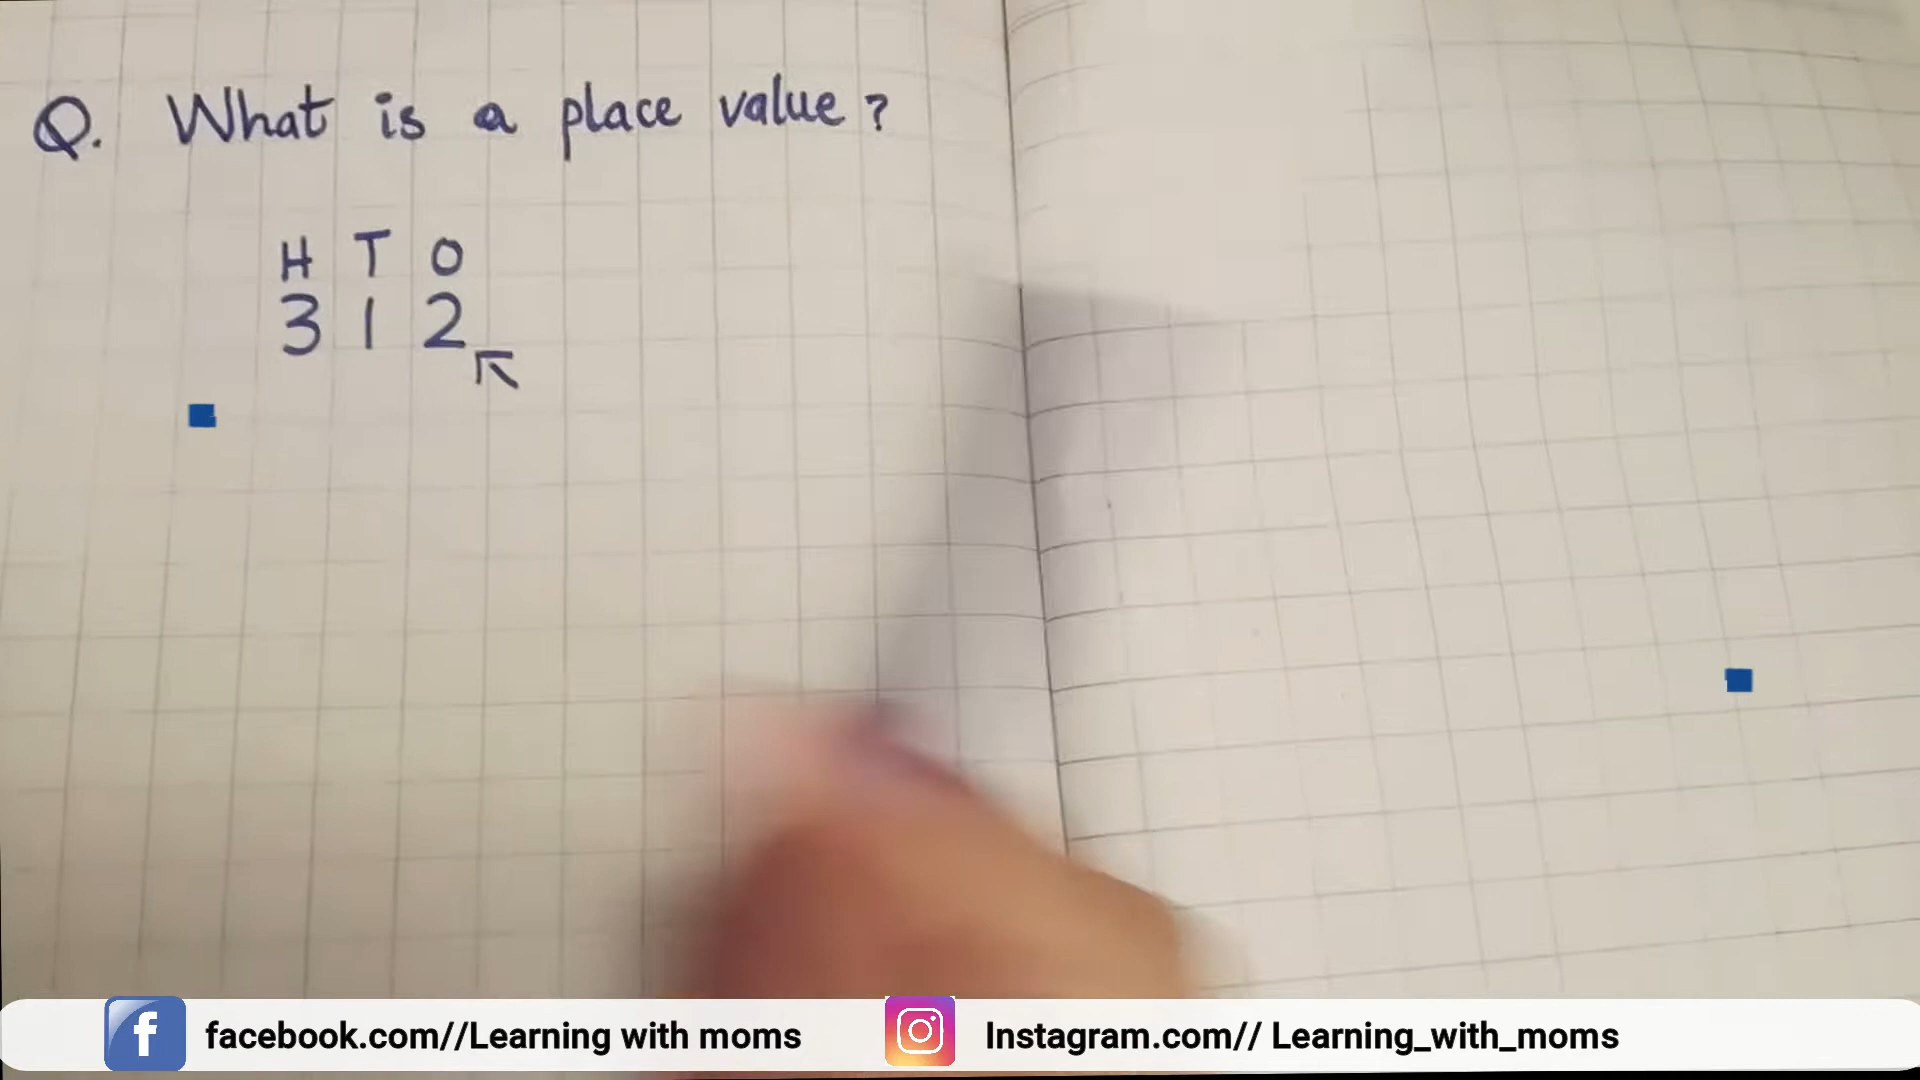 Q. What is a place value?
H T O
3 1 2
facebook.com//Learning with moms
Instagram.com// Learning_with_moms